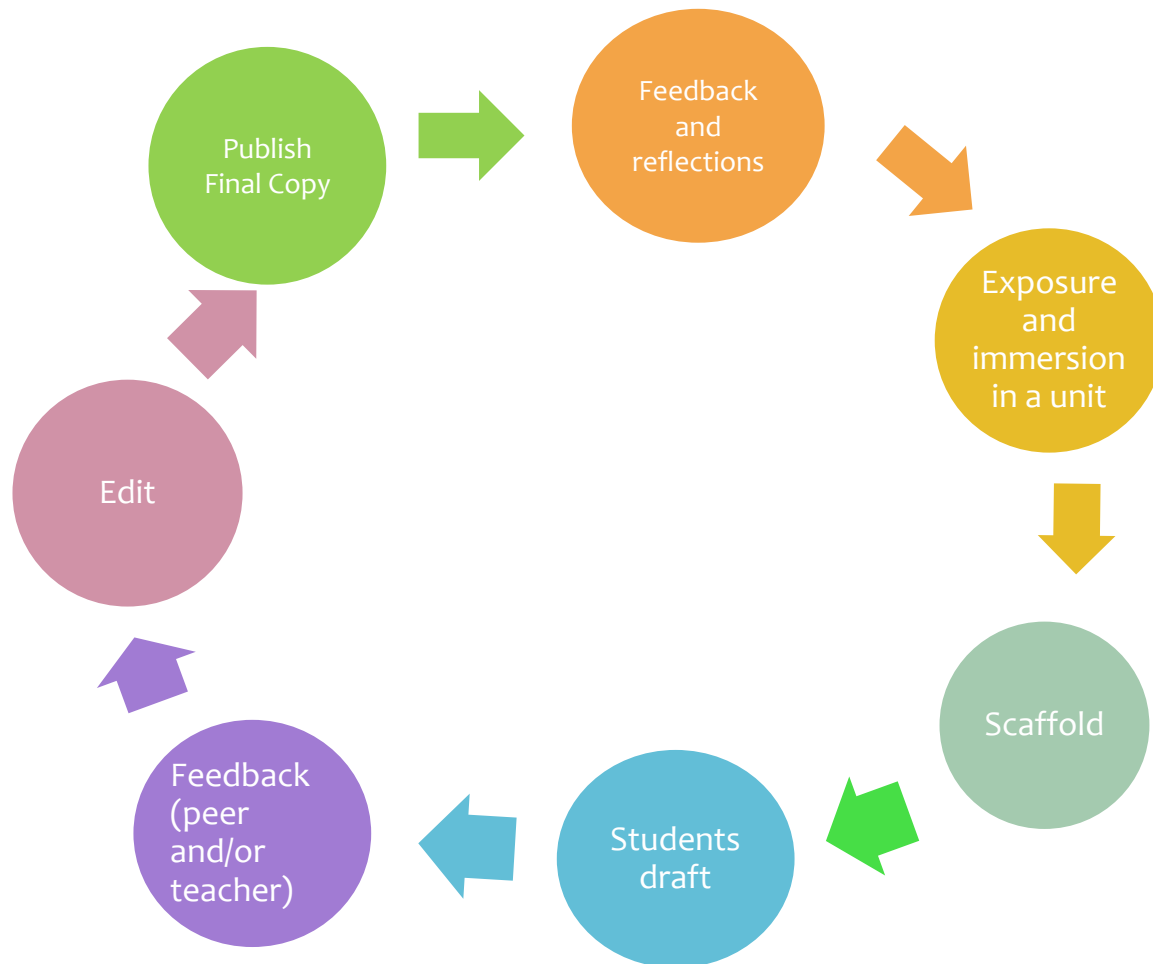 Publish
Final Copy
Feedback
and
reflections
Exposure
and
immersion
in a unit
Scaffold
Students
draft
Feedback
(peer
and/or
teacher)
Edit